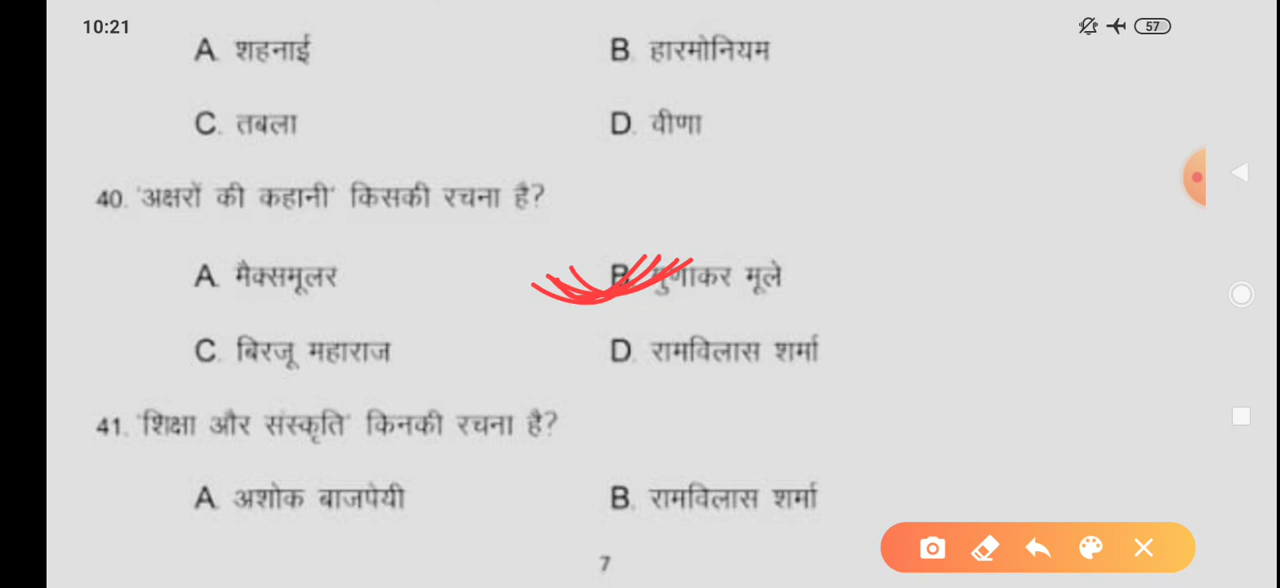 10:21
57
A. शहनाई B. हारमोनियम
C. तबला D. वीणा
40. 'अक्षरों की कहानी' किसकी रचना है?
A. मैक्समूलर B. गुणाकर मूले
C. बिरजू महाराज D. रामविलास शर्मा
41. 'शिक्षा और संस्कृति' किनकी रचना है?
A. अशोक बाजपेयी B. रामविलास शर्मा
7